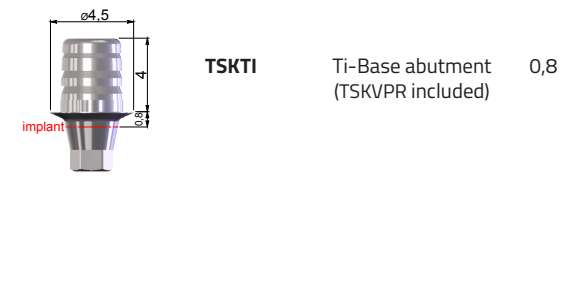 ø4,5
4
0,8
implant
TSKTI
Ti-Base abutment
(TSKVPR included)
0,8